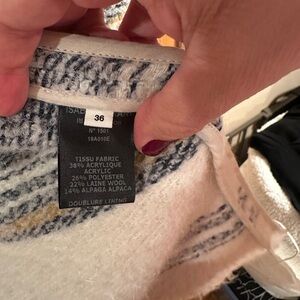 36
N° 1501
TISSU FABRIC
38% ACRYLIQUE
ACRYLIC
26% POLYESTER
22% LAINE WOOL
14% ALPAGA ALPACA
DOUBLURE LINING